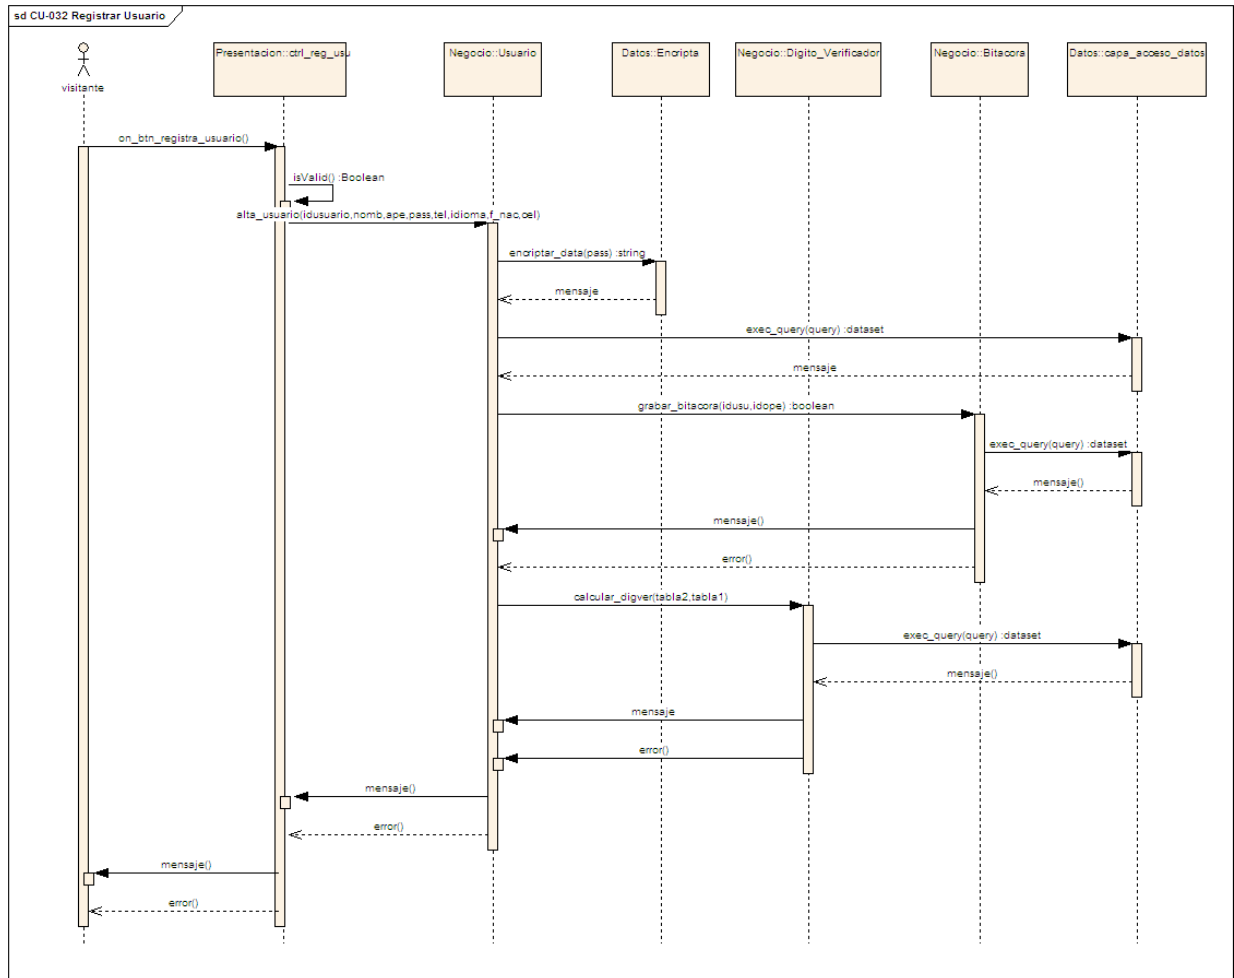 sd CU-032 Registrar Usuario
visitante
Presentacion::ctrl_reg_usu
Negocio::Usuario
Datos::Encripta
Negocio::Digito_Verificador
Negocio::Bitacora
Datos::capa_acceso_datos
on_btn_registra_usuario()
isValid() :Boolean
alta_usuario(idusuario,nomb,ape,pass,tel,idioma,f_nac,cel)
encriptar_data(pass) :string
mensaje
exec_query(query) :dataset
mensaje
grabar_bitacora(idusu,idope) :boolean
exec_query(query) :dataset
mensaje()
mensaje()
error()
calcular_digver(tabla2,tabla1)
exec_query(query) :dataset
mensaje()
mensaje
error()
mensaje()
error()
mensaje()
error()